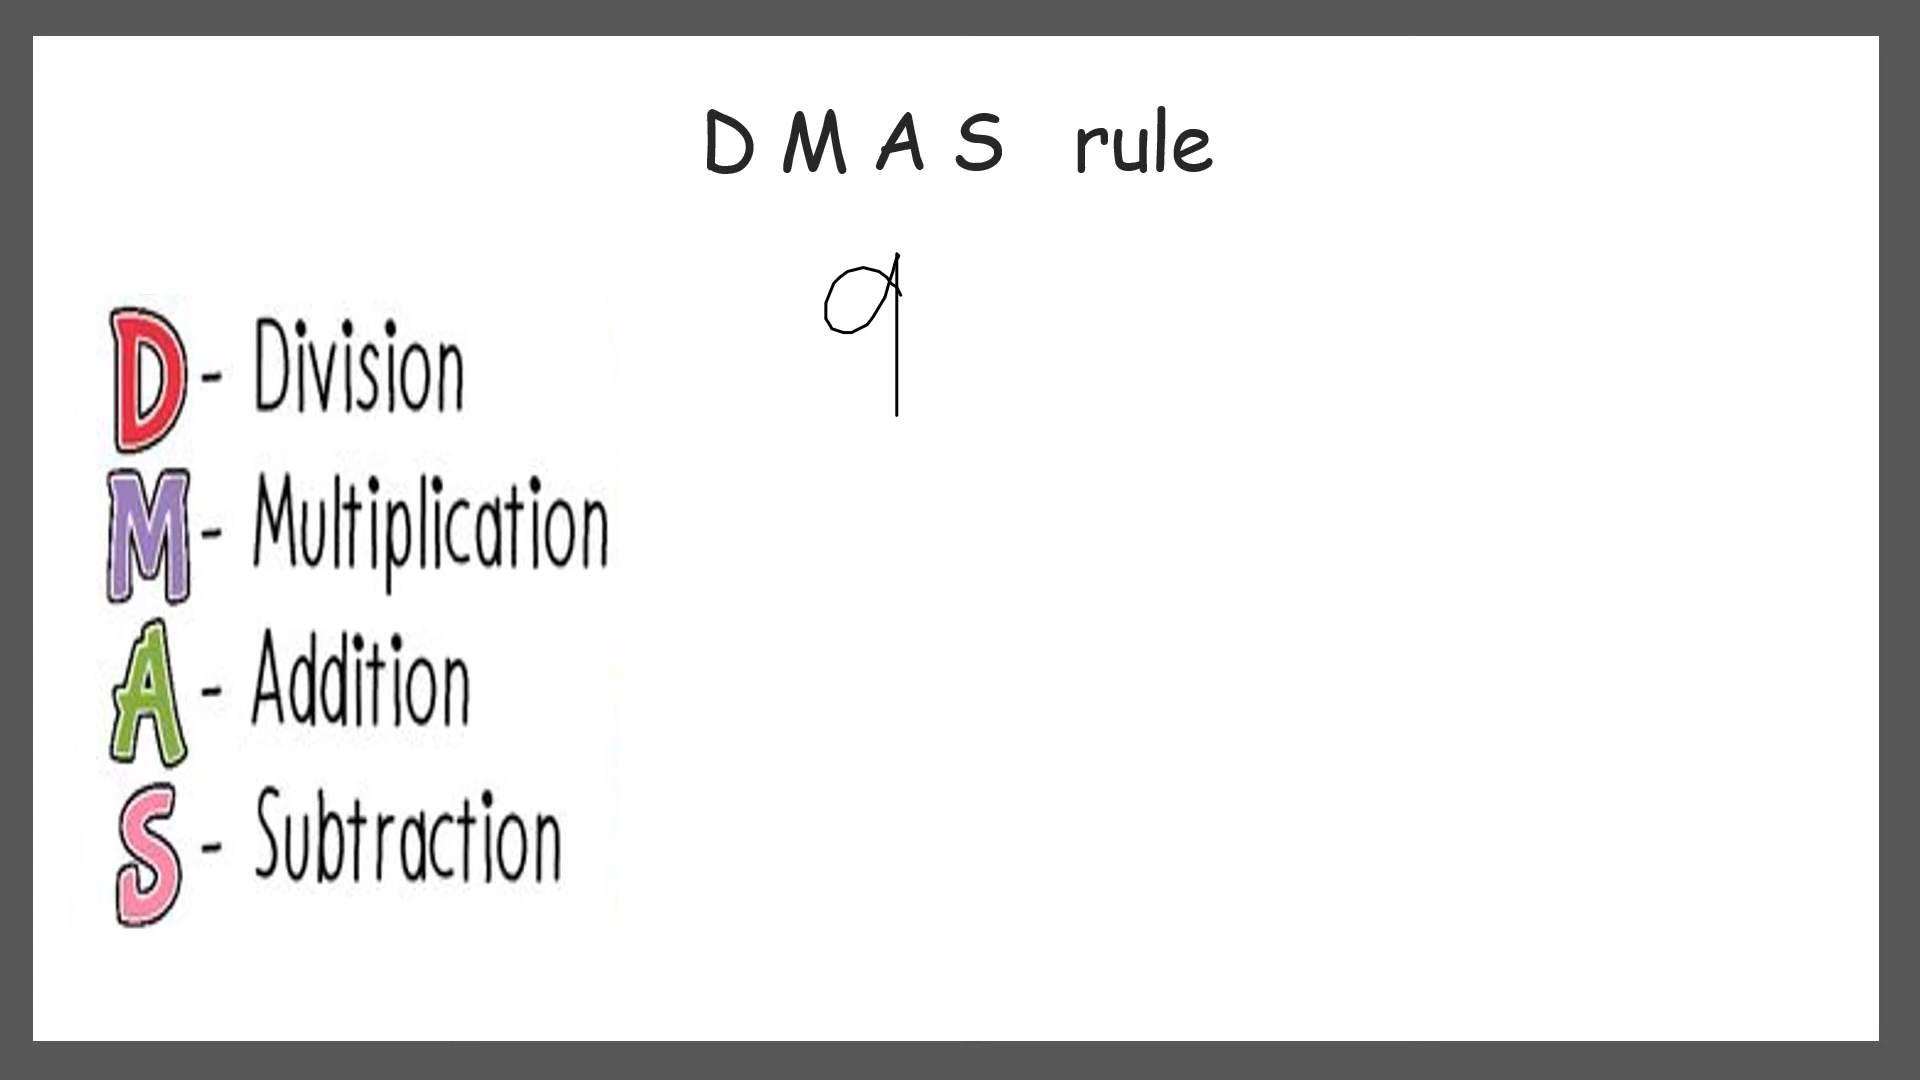 D M A S rule
9
D - Division
M - Multiplication
A - Addition
S - Subtraction